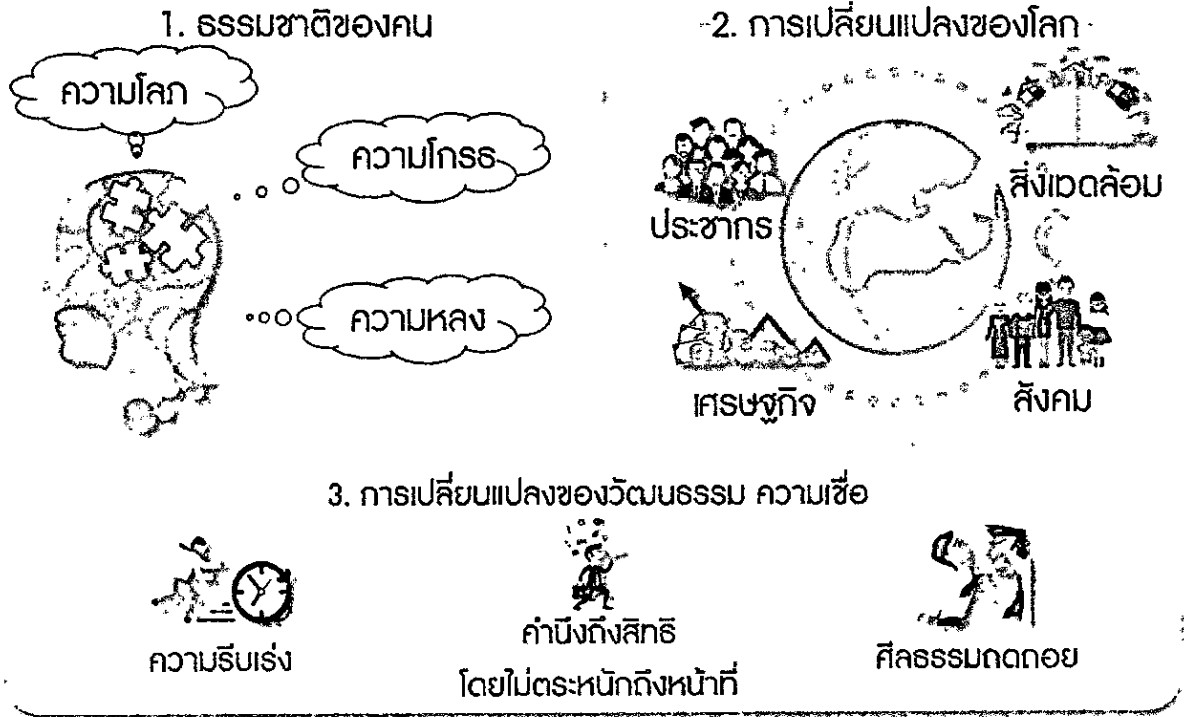 1. ธรรมชาติของคน
ความโลภ
ความโกรธ
ความหลง
2. การเปลี่ยนแปลงของโลก
ประชากร
สิ่งแวดล้อม
เศรษฐกิจ
สังคม
3. การเปลี่ยนแปลงของวัฒนธรรม ความเชื่อ
ความรีบเร่ง
คำนึงถึงสิทธิ
โดยไม่ตระหนักถึงหน้าที่
ศีลธรรมถดถอย